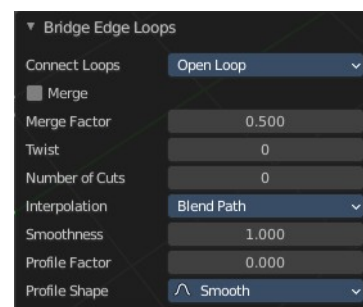 Bridge Edge Loops
Connect Loops Open Loop
Merge
Merge Factor 0.500
Twist 0
Number of Cuts 0
Interpolation Blend Path
Smoothness 1.000
Profile Factor 0.000
Profile Shape Smooth